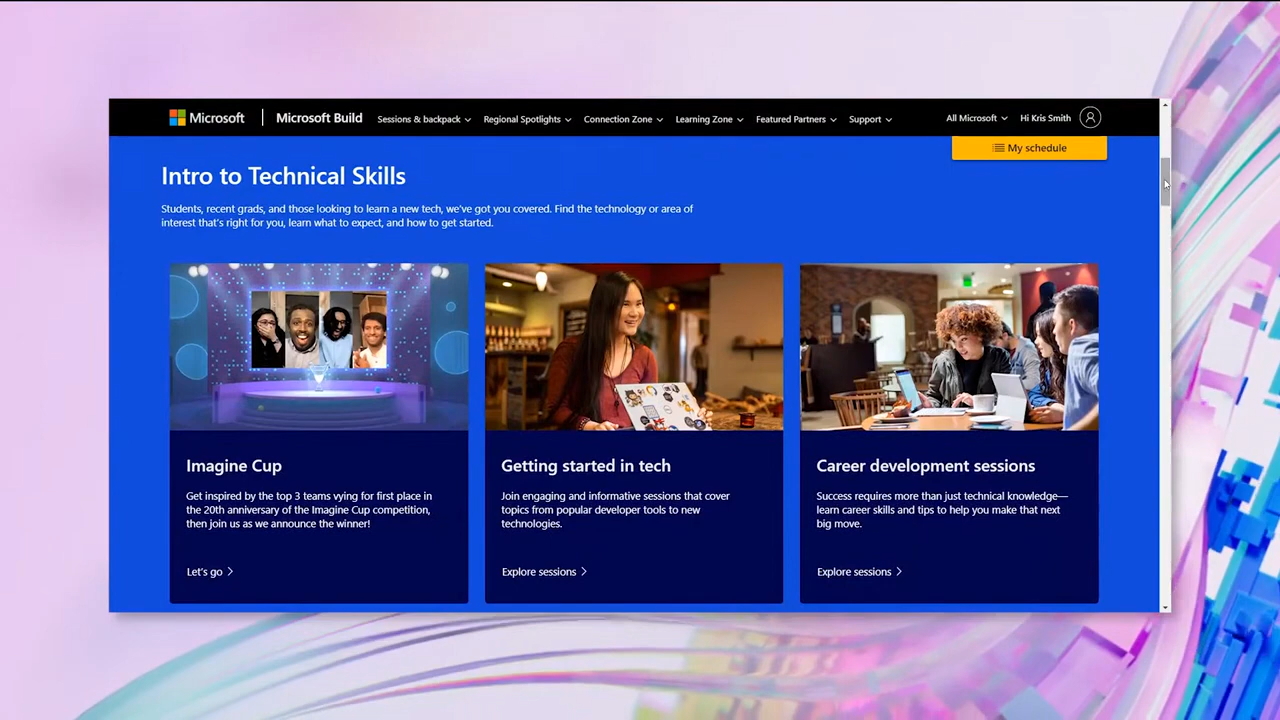 Microsoft
Microsoft Build
Sessions & backpack
Regional Spotlights
Connection Zone
Learning Zone
Featured Partners
Support
All Microsoft
Hi Kris Smith
My schedule
Intro to Technical Skills
Students, recent grads, and those looking to learn a new tech, we've got you covered. Find the technology or area of
interest that's right for you, learn what to expect, and how to get started.
Imagine Cup
Get inspired by the top 3 teams vying for first place in
the 20th anniversary of the Imagine Cup competition,
then join us as we announce the winner!
Let's go
Getting started in tech
Join engaging and informative sessions that cover
topics from popular developer tools to new
technologies.
Explore sessions
Career development sessions
Success requires more than just technical knowledge—
learn career skills and tips to help you make that next
big move.
Explore sessions